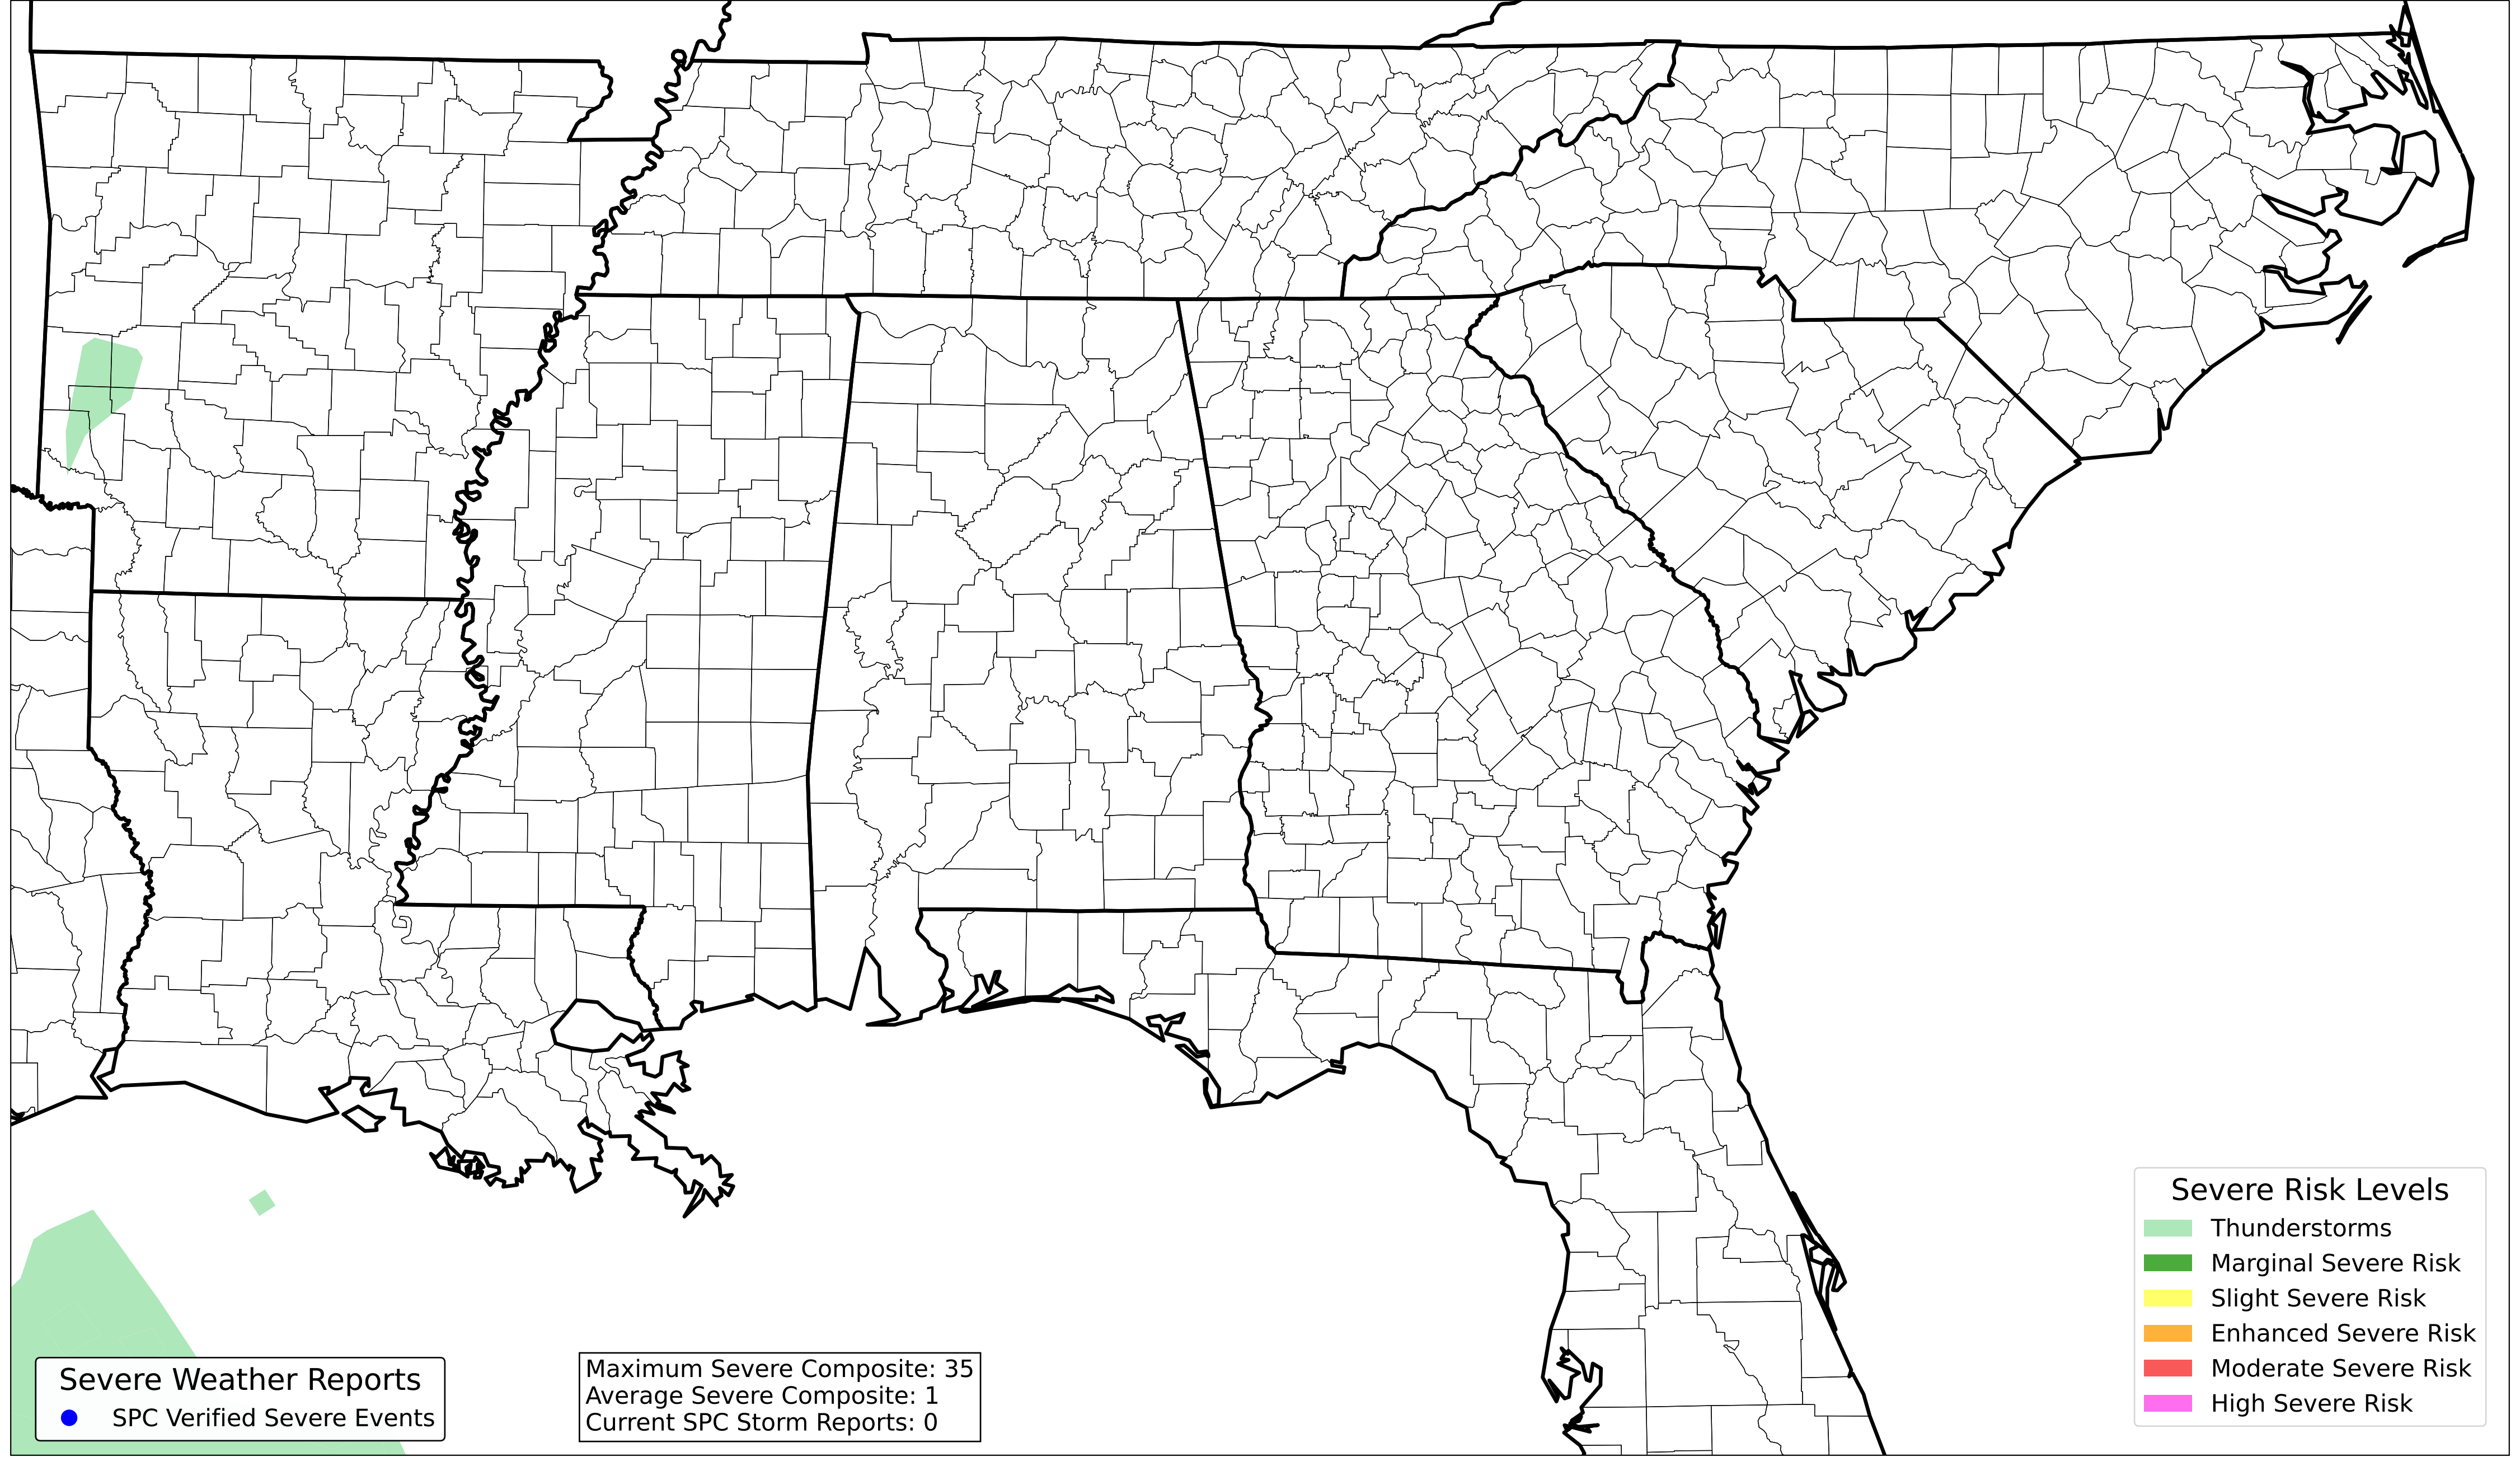 Severe Risk Levels
Thunderstorms
Marginal Severe Risk
Slight Severe Risk
Enhanced Severe Risk
Moderate Severe Risk
High Severe Risk
Severe Weather Reports
SPC Verified Severe Events
Maximum Severe Composite: 35
Average Severe Composite: 1
Current SPC Storm Reports: 0